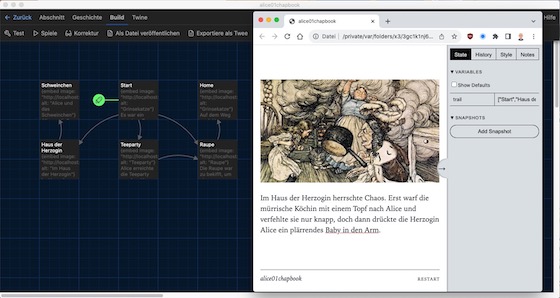 alice01chapbook
← Zurück Abschnitt Geschichte Build Twine Hilfe
Test Spiele Korrektur Als Datei veröffentlichen Exportiere als Twee
Schweinchen
{embed image:
"http://localhost
alt: "Alice und
das
Schweinchen"}
Start
{embed image:
"http://localhost
alt:
"Grinsekatze"}
Es war ein
Home
{embed image:
"http://localhost
alt:
"Grinsekatze"}
Auf dem Weg
Haus der
Herzogin
{embed image:
"http://localhost
alt: "Im Haus
der Herzogin"}
Teeparty
{embed image:
"http://localhost
alt: "Teeparty"}
Alice erreichte
die Teeparty
Raupe
{embed image:
"http://localhost
alt: "Raupe"}
Die Raupe war
zu bekifft, um
alice01chapbook
Datei /private/var/folders/x3/3gc1k1nj6...
State History Style Notes
VARIABLES
Show Defaults
trail ["Start","Haus de
SNAPSHOTS
Add Snapshot
Im Haus der Herzogin herrschte Chaos. Erst warf die
mürrische Köchin mit einem Topf nach Alice und
verfehlte sie nur knapp, doch dann drückte die Herzogin
Alice ein plärrendes Baby in den Arm.
alice01chapbook RESTART